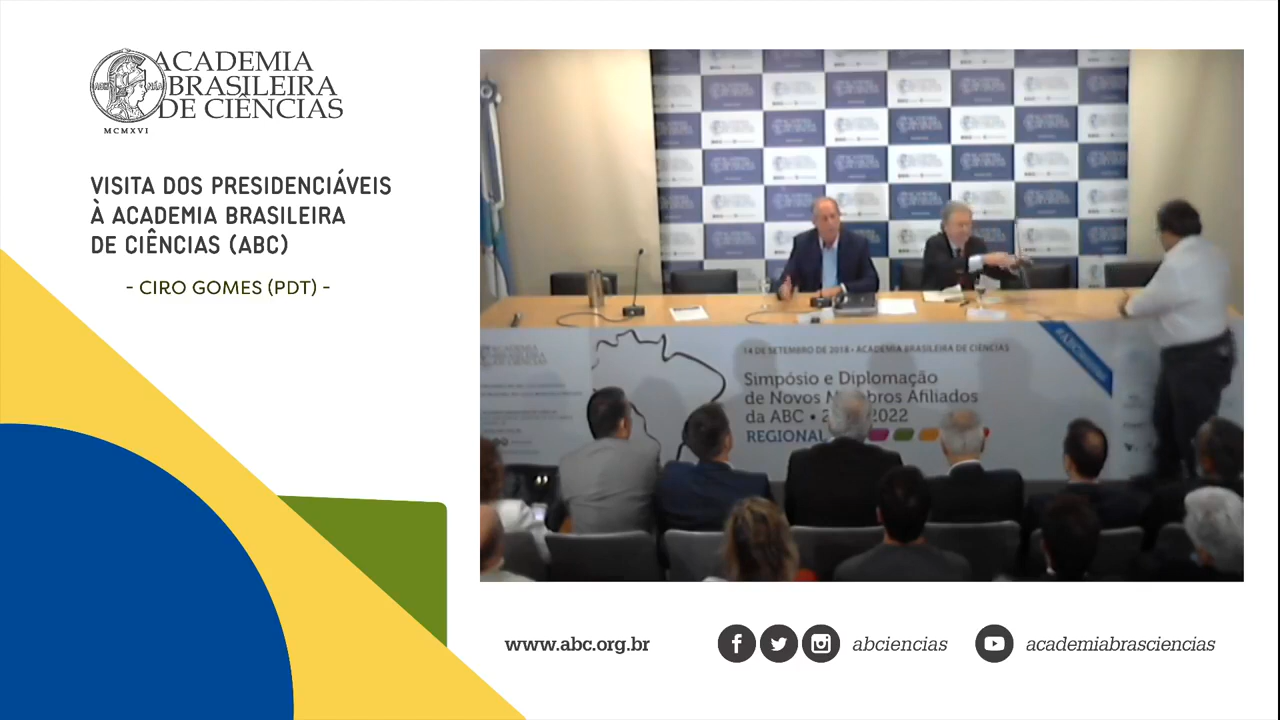 ACADEMIA
BRASILEIRA
DE CIÊNCIAS
MCMXVI
VISITA DOS PRESIDENCIÁVEIS
À ACADEMIA BRASILEIRA
DE CIÊNCIAS (ABC)
- CIRO GOMES (PDT) -
14 DE SETEMBRO DE 2018 • ACADEMIA BRASILEIRA DE CIÊNCIAS
Simpósio e Diplomação
de Novos Afiliados
da ABC • 2022
REGIONAL
www.abc.org.br
abciencias
academiabrasciencias